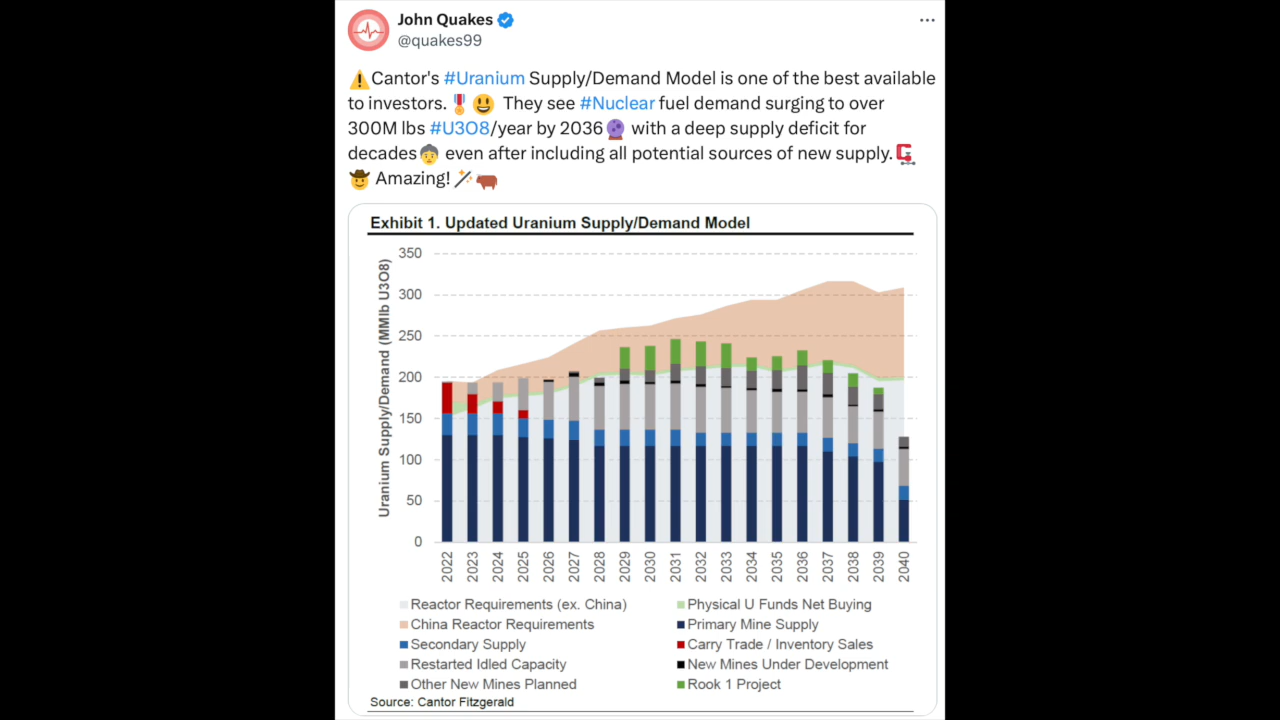 John Quakes
@quakes99
⚠️Cantor's #Uranium Supply/Demand Model is one of the best available
to investors.🎖️😃 They see #Nuclear fuel demand surging to over
300M lbs #U3O8/year by 2036🔮 with a deep supply deficit for
decades👵 even after including all potential sources of new supply.🗜️
🤠 Amazing!🪄🐂
Exhibit 1. Updated Uranium Supply/Demand Model
Uranium Supply/Demand (MMlb U3O8)
350
300
250
200
150
100
50
0
2022 2023 2024 2025 2026 2027 2028 2029 2030 2031 2032 2033 2034 2035 2036 2037 2038 2039 2040
Reactor Requirements (ex. China) Physical U Funds Net Buying
China Reactor Requirements Primary Mine Supply
Secondary Supply Carry Trade / Inventory Sales
Restarted Idled Capacity New Mines Under Development
Other New Mines Planned Rook 1 Project
Source: Cantor Fitzgerald